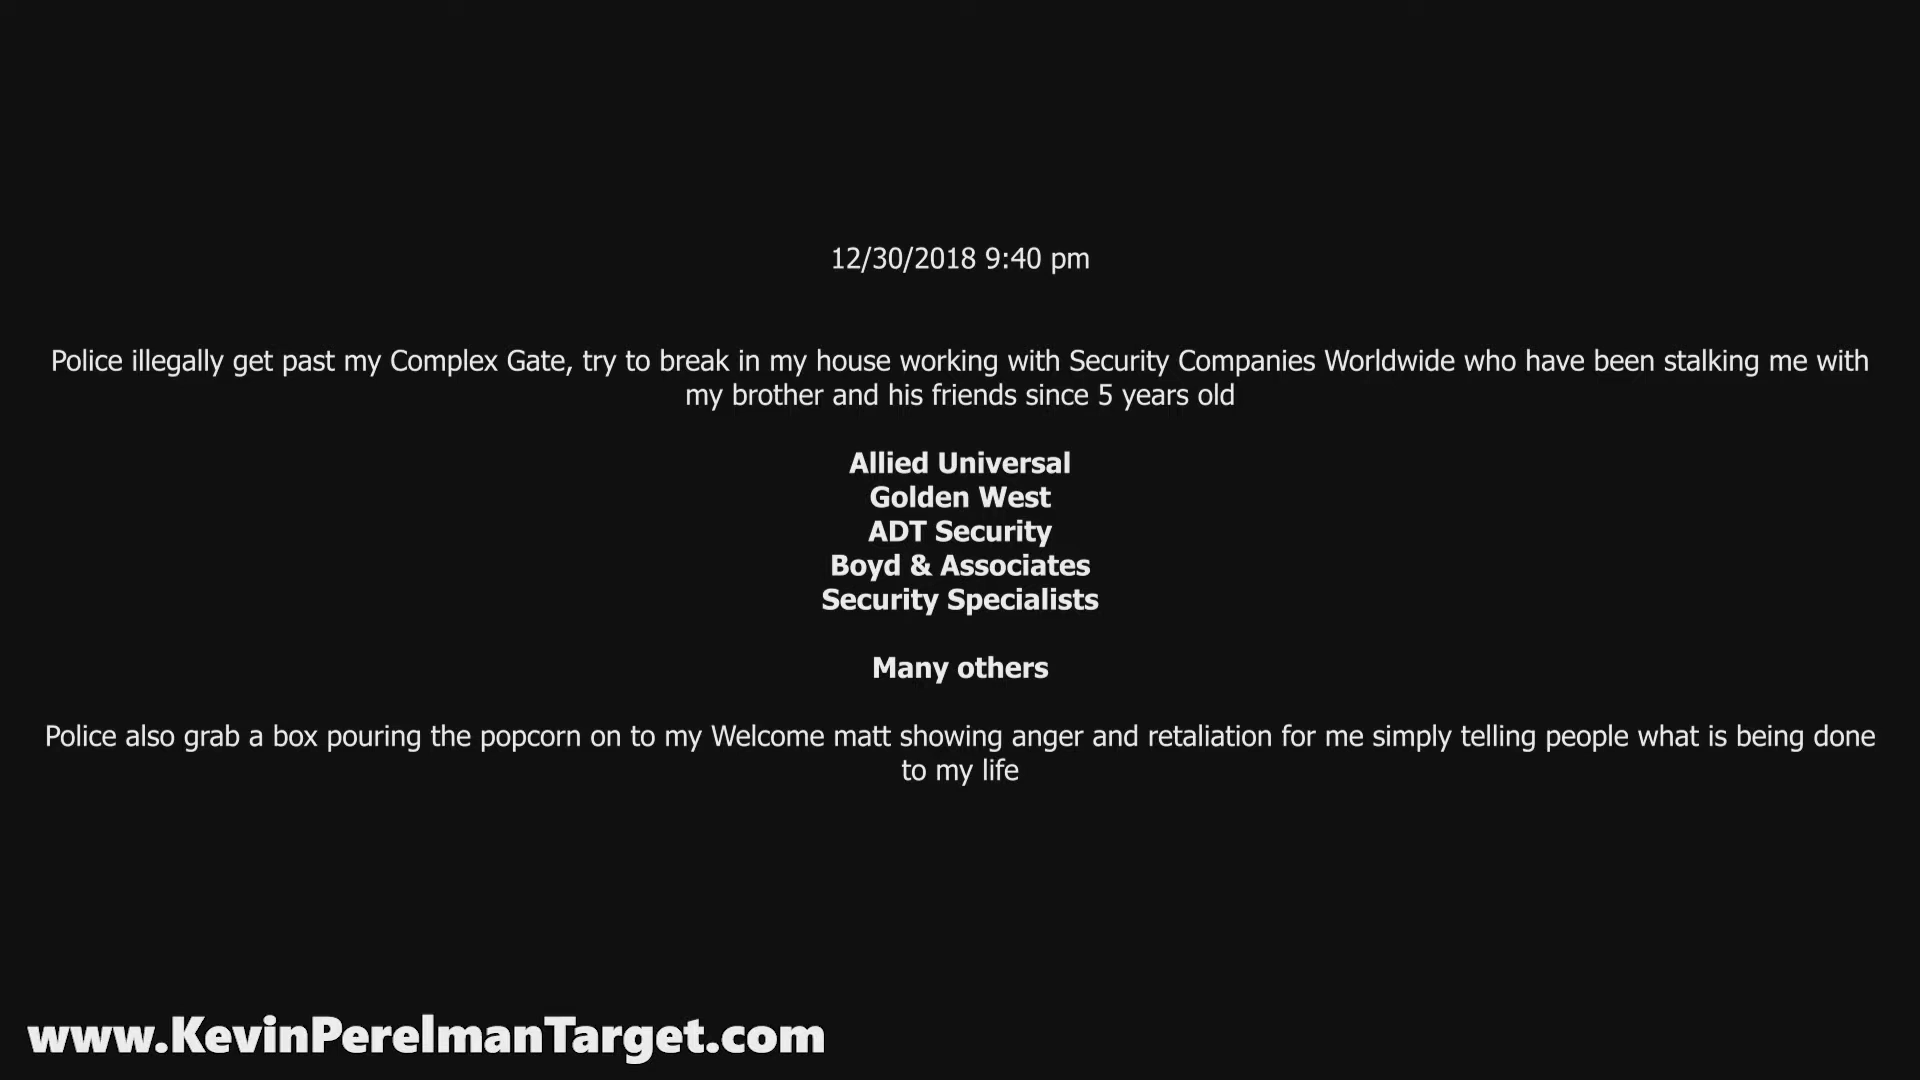 12/30/2018 9:40 pm
Police illegally get past my Complex Gate, try to break in my house working with Security Companies Worldwide who have been stalking me with
my brother and his friends since 5 years old
Allied Universal
Golden West
ADT Security
Boyd & Associates
Security Specialists
Many others
Police also grab a box pouring the popcorn on to my Welcome matt showing anger and retaliation for me simply telling people what is being done
to my life
www.KevinPerelmanTarget.com